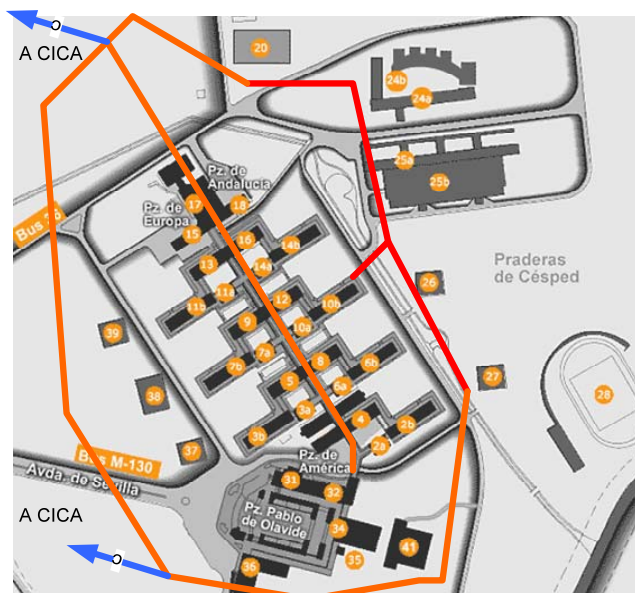 A CICA
20
24b
24a
25a
25b
Pz. de
Andalucía
17
18
Pz. de
Europa
15
16
Bus 36
13
14a
14b
Praderas
de Césped
26
11a
11b
12
10b
9
10a
39
7a
7b
8
6b
27
28
5
6a
38
3a
4
2b
3b
2a
37
Bus M-130
Pz. de
América
Avda. de Sevilla
31
32
Pz. Pablo
de Olavide
34
A CICA
41
35
36